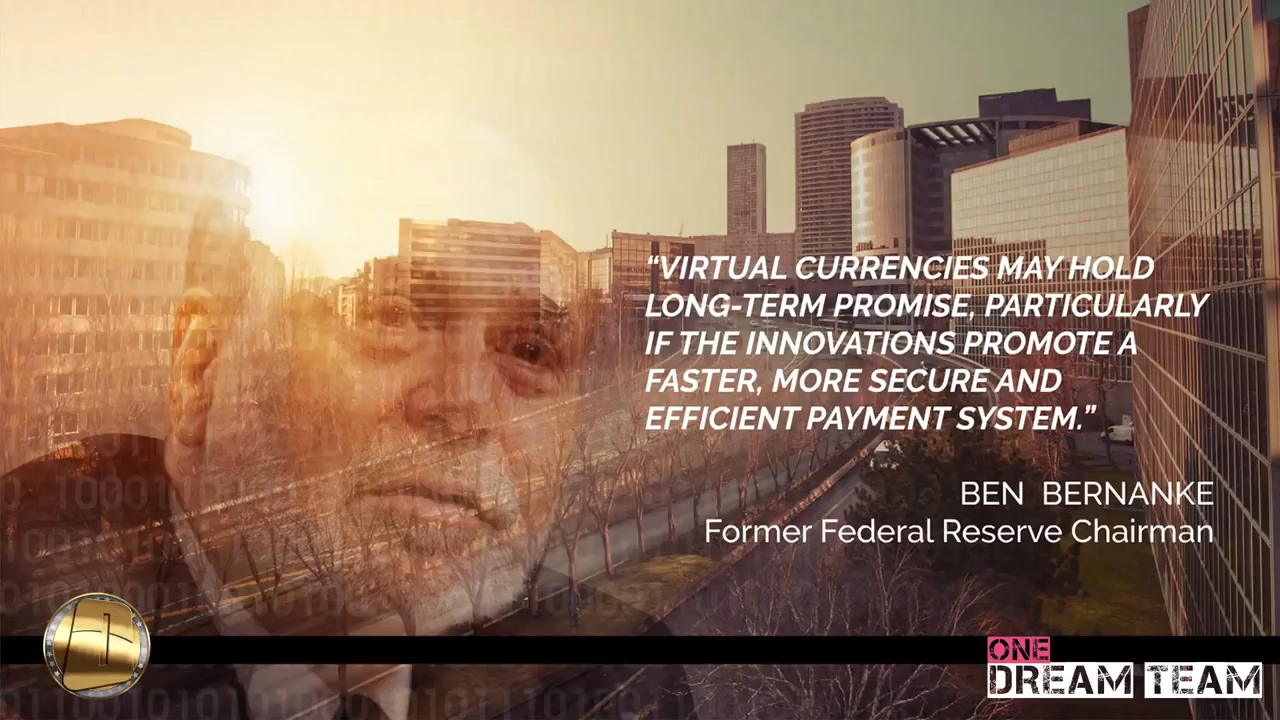 “VIRTUAL CURRENCIES MAY HOLD
LONG-TERM PROMISE, PARTICULARLY
IF THE INNOVATIONS PROMOTE A
FASTER, MORE SECURE AND
EFFICIENT PAYMENT SYSTEM.”
BEN BERNANKE
Former Federal Reserve Chairman
ONE
DREAM TEAM